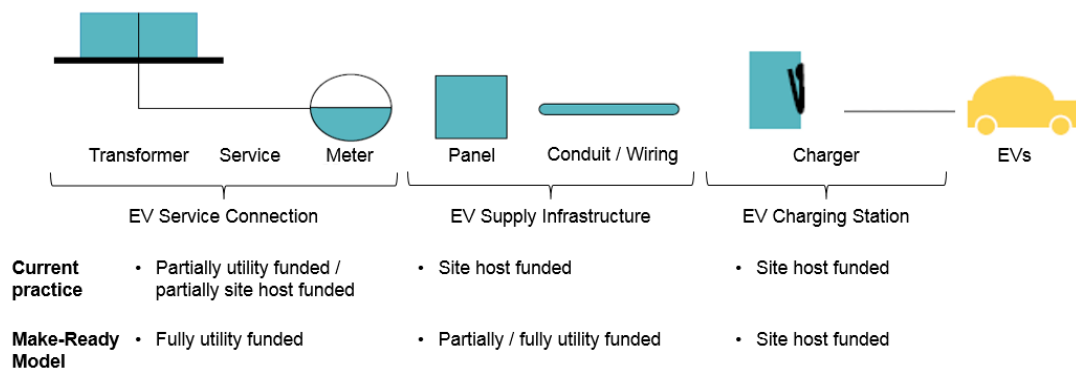 Transformer Service Meter Panel Conduit / Wiring Charger EVs
EV Service Connection EV Supply Infrastructure EV Charging Station
Current practice
• Partially utility funded /
partially site host funded
• Site host funded
• Site host funded
Make-Ready
Model
• Fully utility funded
• Partially / fully utility funded
• Site host funded